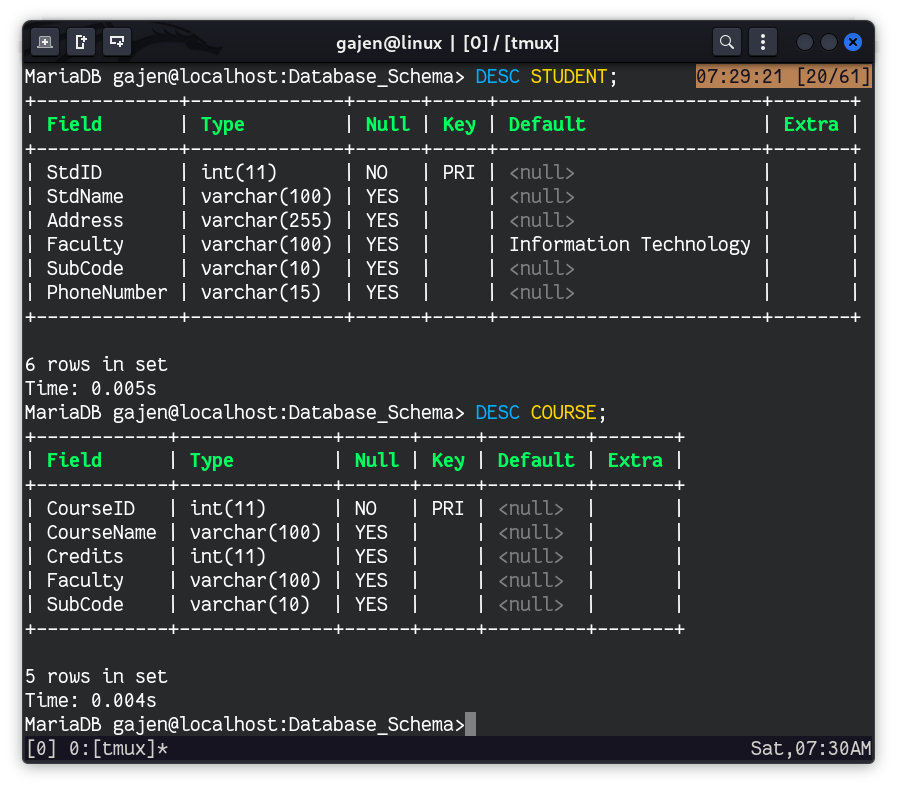 gajen@linux | [0] / [tmux]
MariaDB gajen@localhost:Database_Schema> DESC STUDENT; 07:29:21 [20/61]
+-------------+--------------+------+-----+------------------------+-------+
| Field       | Type         | Null | Key | Default                | Extra |
+-------------+--------------+------+-----+------------------------+-------+
| StdID       | int(11)      | NO   | PRI | <null>                 |       |
| StdName     | varchar(100) | YES  |     | <null>                 |       |
| Address     | varchar(255) | YES  |     | <null>                 |       |
| Faculty     | varchar(100) | YES  |     | Information Technology |       |
| SubCode     | varchar(10)  | YES  |     | <null>                 |       |
| PhoneNumber | varchar(15)  | YES  |     | <null>                 |       |
+-------------+--------------+------+-----+------------------------+-------+
6 rows in set
Time: 0.005s
MariaDB gajen@localhost:Database_Schema> DESC COURSE;
+------------+--------------+------+-----+---------+-------+
| Field      | Type         | Null | Key | Default | Extra |
+------------+--------------+------+-----+---------+-------+
| CourseID   | int(11)      | NO   | PRI | <null>  |       |
| CourseName | varchar(100) | YES  |     | <null>  |       |
| Credits    | int(11)      | YES  |     | <null>  |       |
| Faculty    | varchar(100) | YES  |     | <null>  |       |
| SubCode    | varchar(10)  | YES  |     | <null>  |       |
+------------+--------------+------+-----+---------+-------+
5 rows in set
Time: 0.004s
MariaDB gajen@localhost:Database_Schema>
[0] 0:[tmux]* Sat,07:30AM